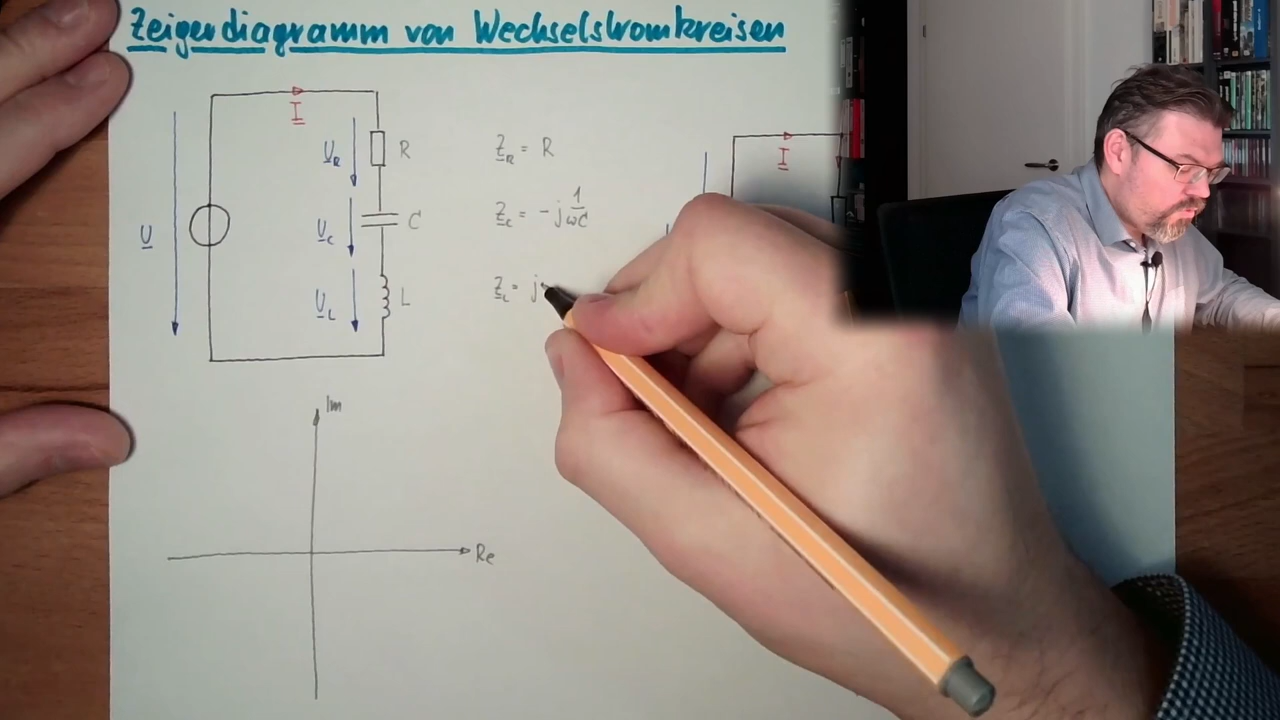 Zeigerdiagramm von Wechselstromkreisen
I
U_R R Z_R = R
I
U_C C Z_C = -j 1/ωC
U
U_L L Z_L = j
Im
Re